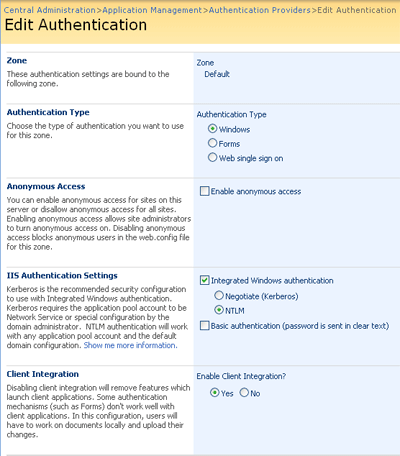 Central Administration > Application Management > Authentication Providers > Edit Authentication
Edit Authentication
Zone
These authentication settings are bound to the
following zone.
Zone
Default
Authentication Type
Choose the type of authentication you want to use
for this zone.
Authentication Type
Windows
Forms
Web single sign on
Anonymous Access
You can enable anonymous access for sites on this
server or disallow anonymous access for all sites.
Enabling anonymous access allows site administrators
to turn anonymous access on. Disabling anonymous
access blocks anonymous users in the web.config file
for this zone.
Enable anonymous access
IIS Authentication Settings
Kerberos is the recommended security configuration
to use with Integrated Windows authentication.
Kerberos requires the application pool account to be
Network Service or special configuration by the
domain administrator. NTLM authentication will work
with any application pool account and the default
domain configuration. Show me more information.
Integrated Windows authentication
Negotiate (Kerberos)
NTLM
Basic authentication (password is sent in clear text)
Client Integration
Disabling client integration will remove features which
launch client applications. Some authentication
mechanisms (such as Forms) don't work well with
client applications. In this configuration, users will
have to work on documents locally and upload their
changes.
Enable Client Integration?
Yes No